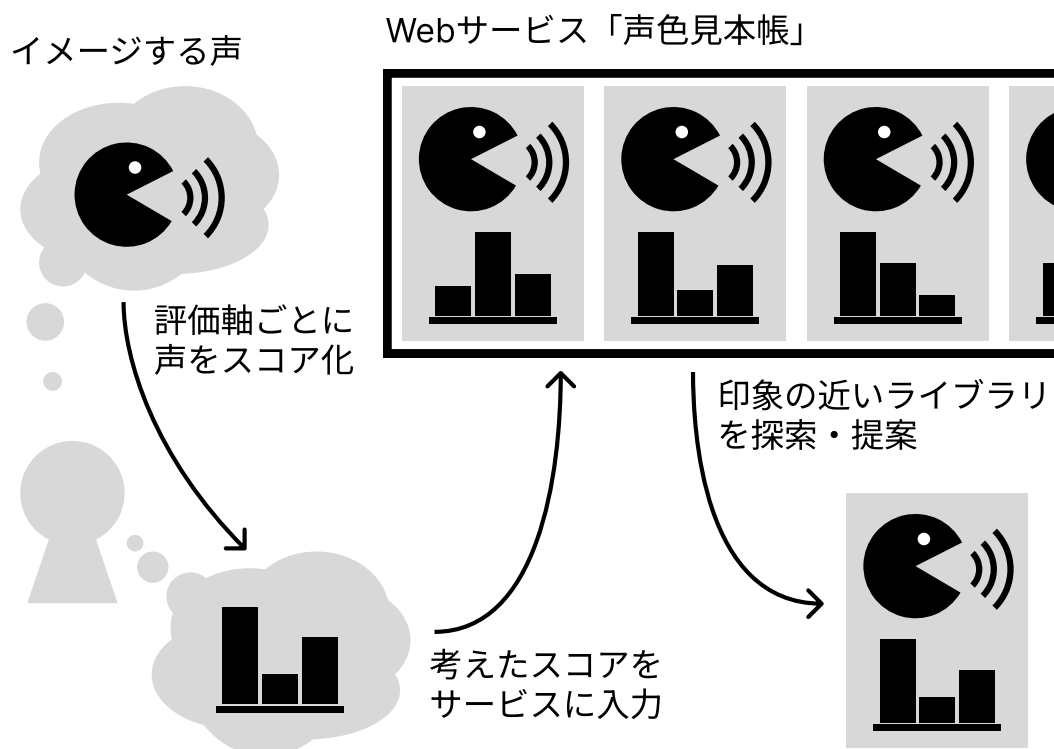 イメージする声
Webサービス「声色見本帳」
評価軸ごとに
声をスコア化
印象の近いライブラリ
を探索・提案
考えたスコアを
サービスに入力